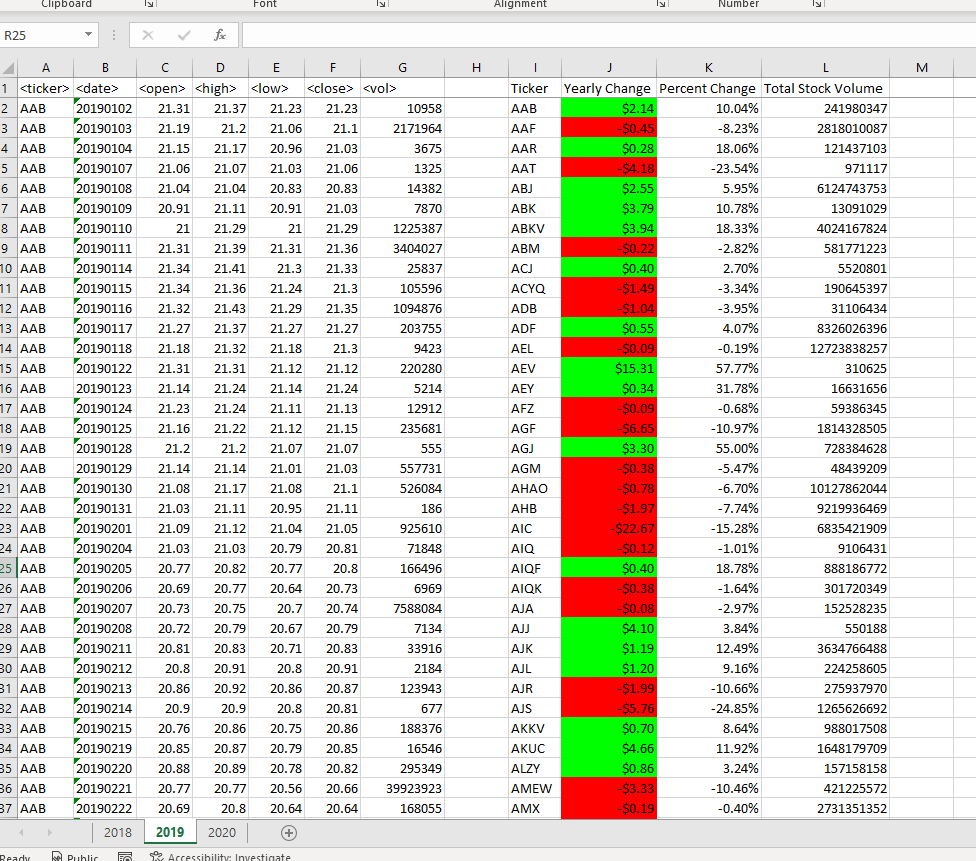 Clipboard Font Alignment Number
R25 fx
A B C D E F G H I J K L M
1 <ticker> <date> <open> <high> <low> <close> <vol> Ticker Yearly Change Percent Change Total Stock Volume
2 AAB 20190102 21.31 21.37 21.23 21.23 10958 AAB $2.14 10.04% 241980347
3 AAB 20190103 21.19 21.2 21.06 21.1 2171964 AAF -$0.45 -8.23% 2818010087
4 AAB 20190104 21.15 21.17 20.96 21.03 3675 AAR $0.28 18.06% 121437103
5 AAB 20190107 21.06 21.07 21.03 21.06 1325 AAT -$4.18 -23.54% 971117
6 AAB 20190108 21.04 21.04 20.83 20.83 14382 ABJ $2.55 5.95% 6124743753
7 AAB 20190109 20.91 21.11 20.91 21.03 7870 ABK $3.79 10.78% 13091029
8 AAB 20190110 21 21.29 21 21.29 1225387 ABKV $3.94 18.33% 4024167824
9 AAB 20190111 21.31 21.39 21.31 21.36 3404027 ABM -$0.22 -2.82% 581771223
10 AAB 20190114 21.34 21.41 21.3 21.33 25837 ACJ $0.40 2.70% 5520801
11 AAB 20190115 21.34 21.36 21.24 21.3 105596 ACYQ -$1.49 -3.34% 190645397
12 AAB 20190116 21.32 21.43 21.29 21.35 1094876 ADB -$1.04 -3.95% 31106434
13 AAB 20190117 21.27 21.37 21.27 21.27 203755 ADF $0.55 4.07% 8326026396
14 AAB 20190118 21.18 21.32 21.18 21.3 9423 AEL -$0.09 -0.19% 12723838257
15 AAB 20190122 21.31 21.31 21.12 21.12 220280 AEV $15.31 57.77% 310625
16 AAB 20190123 21.14 21.24 21.14 21.24 5214 AEY $0.34 31.78% 16631656
17 AAB 20190124 21.23 21.24 21.11 21.13 12912 AFZ -$0.09 -0.68% 59386345
18 AAB 20190125 21.16 21.22 21.12 21.15 235681 AGF -$6.65 -10.97% 1814328505
19 AAB 20190128 21.2 21.2 21.07 21.07 555 AGJ $3.30 55.00% 728384628
20 AAB 20190129 21.14 21.14 21.01 21.03 557731 AGM -$0.38 -5.47% 48439209
21 AAB 20190130 21.08 21.17 21.08 21.1 526084 AHAO -$0.78 -6.70% 10127862044
22 AAB 20190131 21.03 21.11 20.95 21.11 186 AHB -$1.97 -7.74% 9219936469
23 AAB 20190201 21.09 21.12 21.04 21.05 925610 AIC -$22.67 -15.28% 6835421909
24 AAB 20190204 21.03 21.03 20.79 20.81 71848 AIQ -$0.12 -1.01% 9106431
25 AAB 20190205 20.77 20.82 20.77 20.8 166496 AIQF $0.40 18.78% 888186772
26 AAB 20190206 20.69 20.77 20.64 20.73 6969 AIQK -$0.38 -1.64% 301720349
27 AAB 20190207 20.73 20.75 20.7 20.74 7588084 AJA -$0.08 -2.97% 152528235
28 AAB 20190208 20.72 20.79 20.67 20.79 7134 AJJ $4.10 3.84% 550188
29 AAB 20190211 20.81 20.83 20.71 20.83 33916 AJK $1.19 12.49% 3634766488
30 AAB 20190212 20.8 20.91 20.8 20.91 2184 AJL $1.20 9.16% 224258605
31 AAB 20190213 20.86 20.92 20.86 20.87 123943 AJR -$1.99 -10.66% 275937970
32 AAB 20190214 20.9 20.9 20.8 20.81 677 AJS -$5.76 -24.85% 1265626692
33 AAB 20190215 20.76 20.86 20.75 20.86 188376 AKKV $0.70 8.64% 988017508
34 AAB 20190219 20.85 20.87 20.79 20.85 16546 AKUC $4.66 11.92% 1648179709
35 AAB 20190220 20.88 20.89 20.78 20.82 295349 ALZY $0.86 3.24% 157158158
36 AAB 20190221 20.77 20.77 20.56 20.66 39923923 AMEW -$3.33 -10.46% 421225572
37 AAB 20190222 20.69 20.8 20.64 20.64 168055 AMX -$0.19 -0.40% 2731351352
2018 2019 2020
Ready Public Accessibility: Investigate